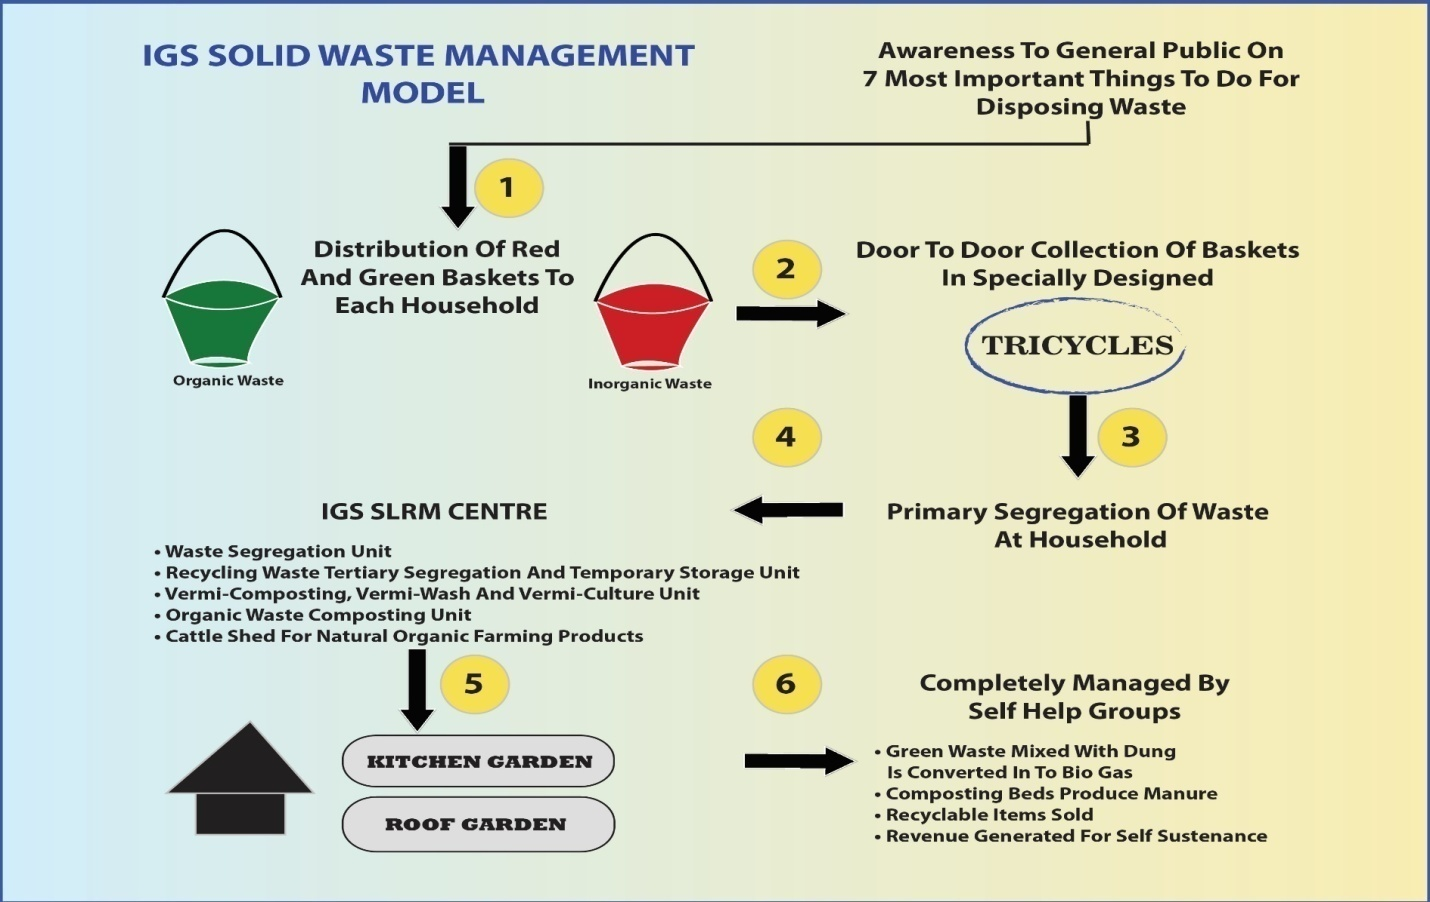 IGS SOLID WASTE MANAGEMENT
MODEL
Awareness To General Public On
7 Most Important Things To Do For
Disposing Waste
1
Distribution Of Red
And Green Baskets To
Each Household
Organic Waste
Inorganic Waste
2
Door To Door Collection Of Baskets
In Specially Designed
TRICYCLES
3
Primary Segregation Of Waste
At Household
4
IGS SLRM CENTRE
• Waste Segregation Unit
• Recycling Waste Tertiary Segregation And Temporary Storage Unit
• Vermi-Composting, Vermi-Wash And Vermi-Culture Unit
• Organic Waste Composting Unit
• Cattle Shed For Natural Organic Farming Products
5
KITCHEN GARDEN
ROOF GARDEN
6
Completely Managed By
Self Help Groups
• Green Waste Mixed With Dung
Is Converted In To Bio Gas
• Composting Beds Produce Manure
• Recyclable Items Sold
• Revenue Generated For Self Sustenance